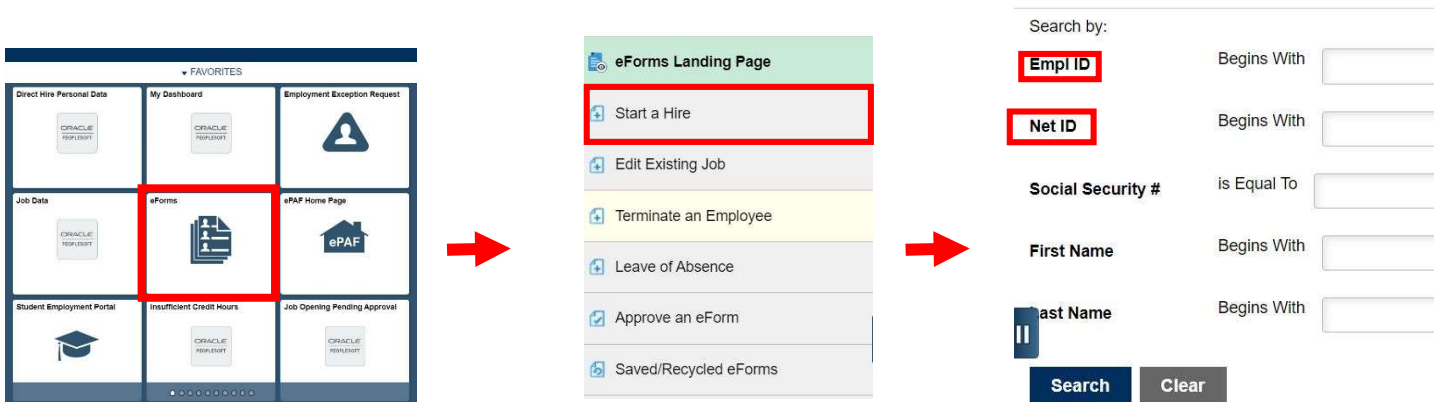 ▾ FAVORITES
Direct Hire Personal Data
My Dashboard
Employment Exception Request
ORACLE
PEOPLESOFT
ORACLE
PEOPLESOFT
Job Data
eForms
ePAF Home Page
ORACLE
PEOPLESOFT
ePAF
Student Employment Portal
Insufficient Credit Hours
Job Opening Pending Approval
ORACLE
PEOPLESOFT
ORACLE
PEOPLESOFT
eForms Landing Page
Start a Hire
Edit Existing Job
Terminate an Employee
Leave of Absence
Approve an eForm
Saved/Recycled eForms
Search by:
Empl ID Begins With
Net ID Begins With
Social Security # is Equal To
First Name Begins With
ast Name Begins With
Search Clear